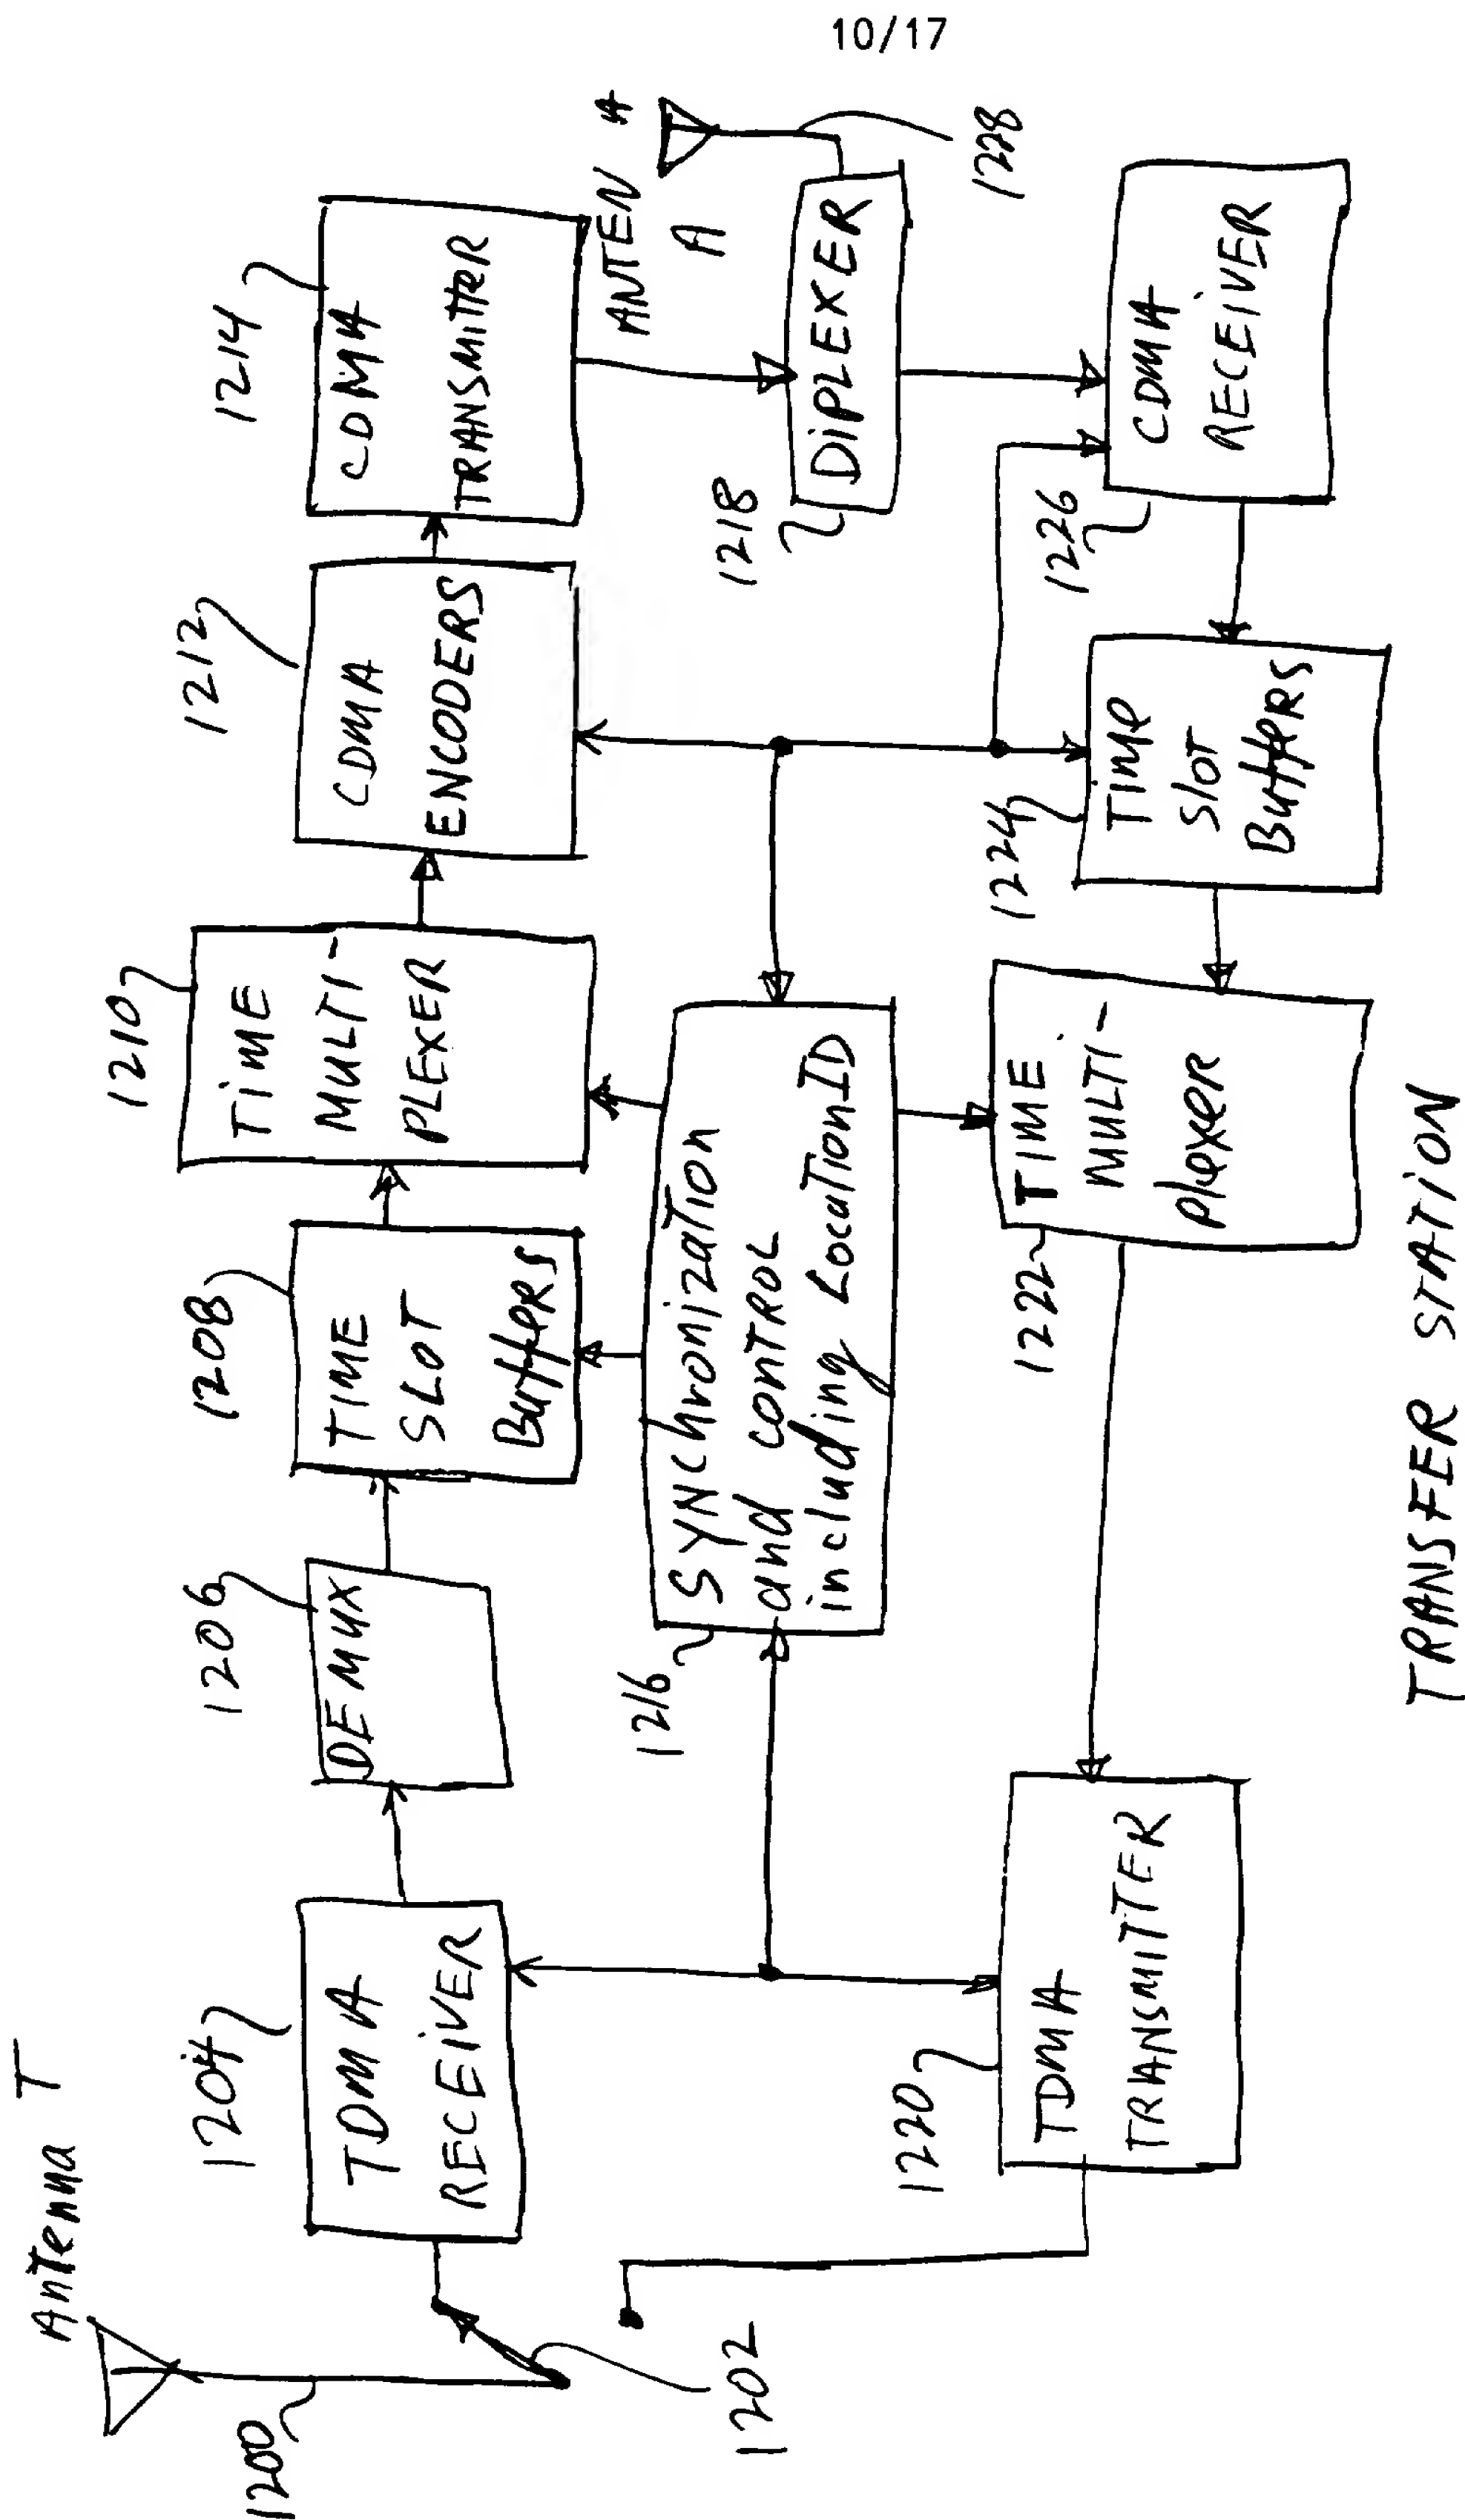 10/17
Antenna T
1200
1202
1204
TDMA
RECEIVER
1206
DEMUX
1208
TIME
SLOT
Buffers
1210
TIME
MULTI-
PLEXER
1212
CDMA
ENCODERS
1214
CDMA
TRANSMITTER
ANTENNA
A
1228
1218
DIPLEXER
1216
SYNChronization
and control
including Location-ID
1220
TDMA
TRANSMITTER
1222
TIME
MULTI-
plexer
1224
TIME
Slot
Buffers
1226
CDMA
RECEIVER
TRANSFER STATION